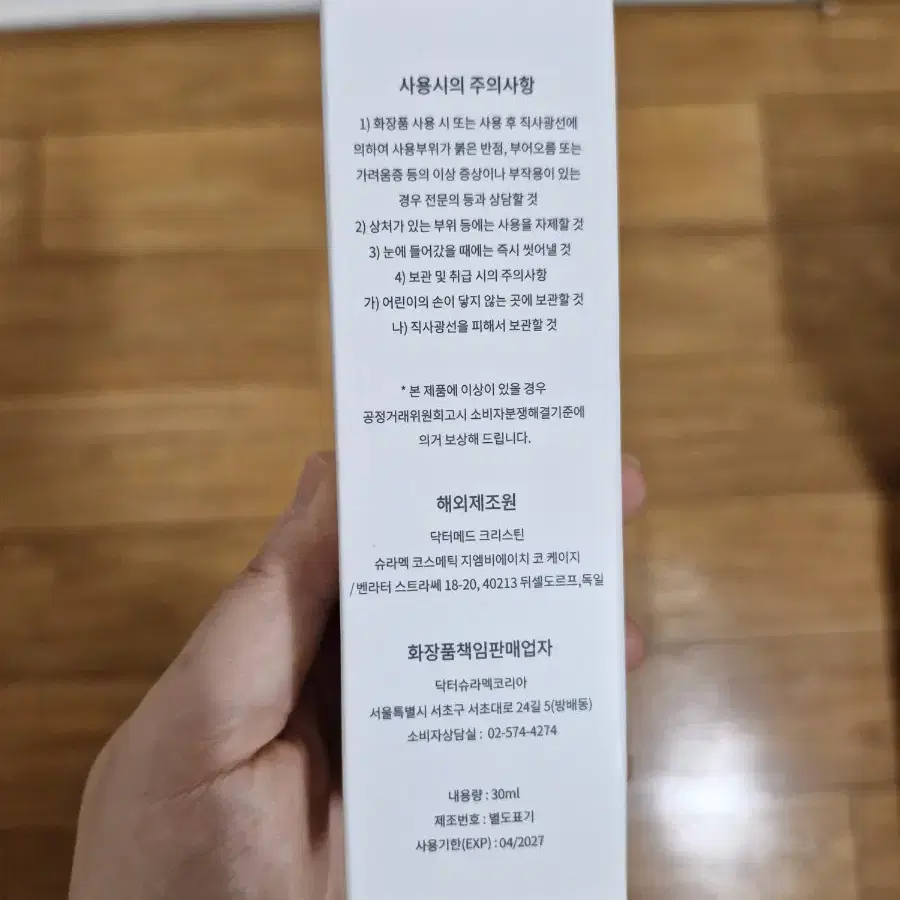 사용시의 주의사항
1) 화장품 사용 시 또는 사용 후 직사광선에
의하여 사용부위가 붉은 반점, 부어오름 또는
가려움증 등의 이상 증상이나 부작용이 있는
경우 전문의 등과 상담할 것
2) 상처가 있는 부위 등에는 사용을 자제할 것
3) 눈에 들어갔을 때에는 즉시 씻어낼 것
4) 보관 및 취급 시의 주의사항
가) 어린이의 손이 닿지 않는 곳에 보관할 것
나) 직사광선을 피해서 보관할 것
* 본 제품에 이상이 있을 경우
공정거래위원회고시 소비자분쟁해결기준에
의거 보상해 드립니다.
해외제조원
닥터메드 크리스틴
슈라멕 코스메틱 지엠비에이치 코 케이지
/ 벤라터 스트라쎄 18-20, 40213 뒤셀도르프,독일
화장품책임판매업자
닥터슈라멕코리아
서울특별시 서초구 서초대로 24길 5(방배동)
소비자상담실 : 02-574-4274
내용량 : 30ml
제조번호 : 별도표기
사용기한(EXP) : 04/2027